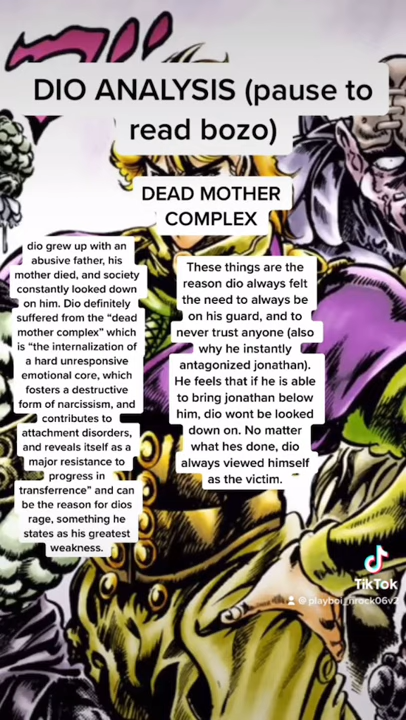 DIO ANALYSIS (pause to
read bozo)
DEAD MOTHER
COMPLEX
dio grew up with an
abusive father, his
mother died, and society
constantly looked down
on him. Dio definitely
suffered from the “dead
mother complex” which
is “the internalization of
a hard unresponsive
emotional core, which
fosters a destructive
form of narcissism, and
contributes to
attachment disorders,
and reveals itself as a
major resistance to
progress in
transferrence” and can
be the reason for dios
rage, something he
states as his greatest
weakness.
These things are the
reason dio always felt
the need to always be
on his guard, and to
never trust anyone (also
why he instantly
antagonized jonathan).
He feels that if he is able
to bring jonathan below
him, dio wont be looked
down on. No matter
what hes done, dio
always viewed himself
as the victim.
TikTok